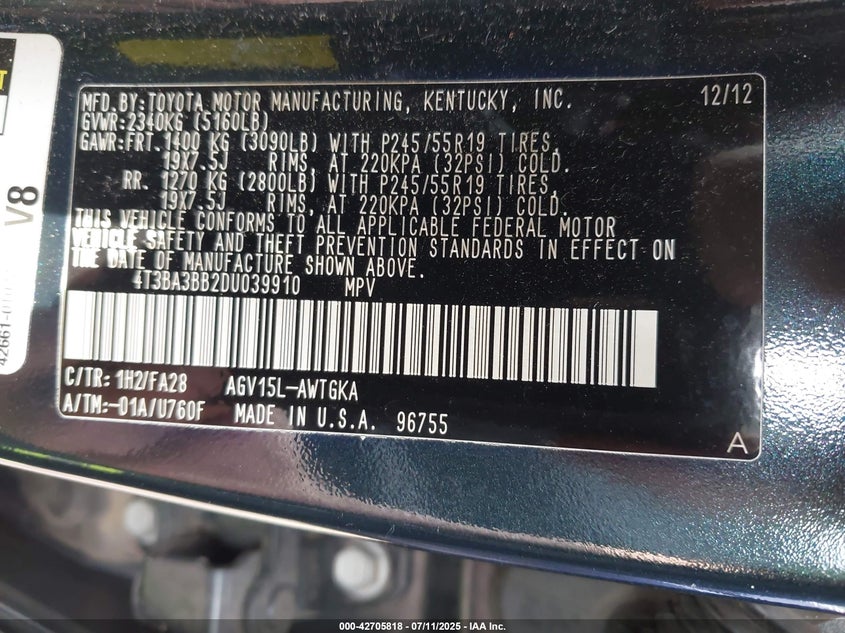 MFD.BY:TOYOTA MOTOR MANUFACTURING, KENTUCKY, INC. 12/12
GVWR:2340KG (5160LB)
GAWR:FRT.1400 KG (3090LB) WITH P245/55R19 TIRES,
19X7.5J RIMS, AT 220KPA (32PSI) COLD.
RR. 1270 KG (2800LB) WITH P245/55R19 TIRES,
19X7.5J RIMS, AT 220KPA (32PSI) COLD.
THIS VEHICLE CONFORMS TO ALL APPLICABLE FEDERAL MOTOR
VEHICLE SAFETY AND THEFT PREVENTION STANDARDS IN EFFECT ON
THE DATE OF MANUFACTURE SHOWN ABOVE.
4T3BA3BB2DU039910 MPV
C/TR: 1H2/FA28 AGV15L-AWTGKA
A/TM:-01A/U760F MADE IN U.S.A. 96755
A
V8
000-42705818 - 07/11/2025 - IAA Inc.